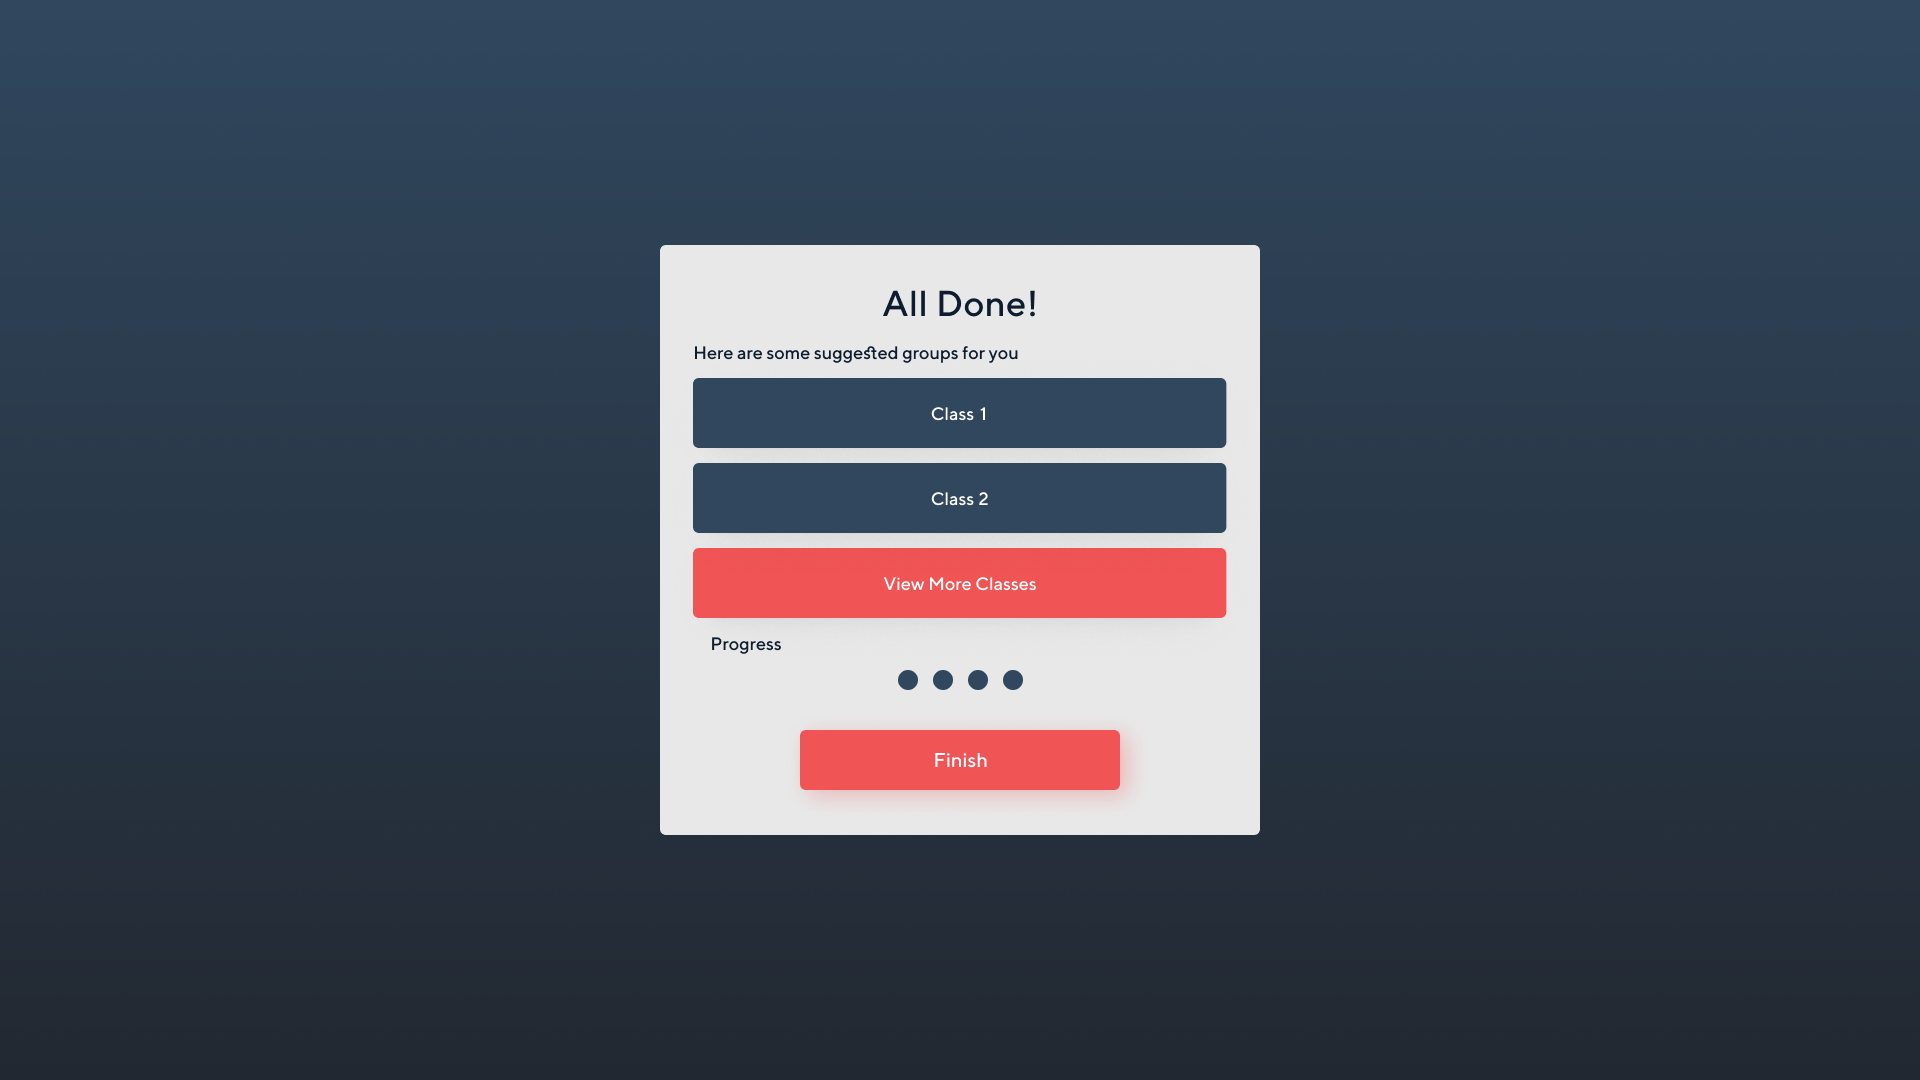 All Done!
Here are some suggested groups for you
Class 1
Class 2
View More Classes
Progress
Finish